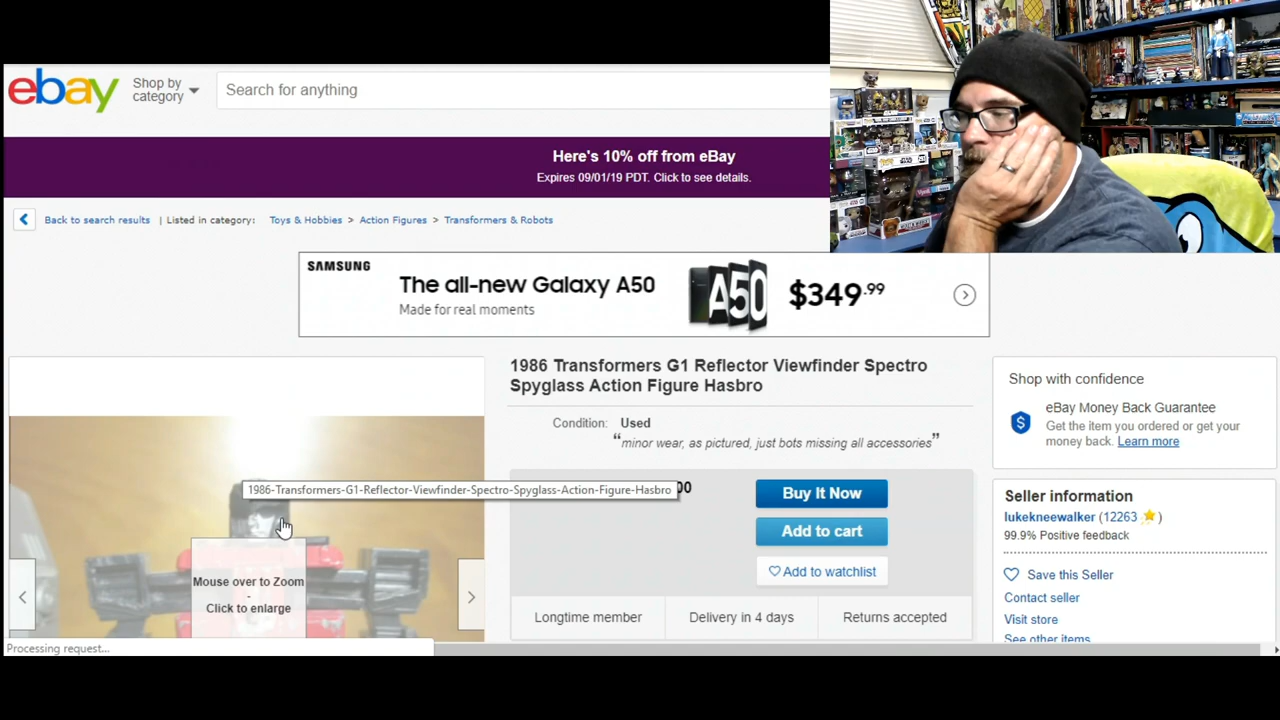 ebay
Shop by
category
Search for anything
Here's 10% off from eBay
Expires 09/01/19 PDT. Click to see details.
Back to search results | Listed in category: Toys & Hobbies > Action Figures > Transformers & Robots
SAMSUNG
The all-new Galaxy A50
Made for real moments
A50
$349.99
1986 Transformers G1 Reflector Viewfinder Spectro
Spyglass Action Figure Hasbro
Condition: Used
“minor wear, as pictured, just bots missing all accessories”
1986-Transformers-G1-Reflector-Viewfinder-Spectro-Spyglass-Action-Figure-Hasbro
00
Buy It Now
Add to cart
Add to watchlist
Mouse over to Zoom
-
Click to enlarge
Longtime member
Delivery in 4 days
Returns accepted
Shop with confidence
eBay Money Back Guarantee
Get the item you ordered or get your
money back. Learn more
Seller information
lukekneewalker (12263 )
99.9% Positive feedback
Save this Seller
Contact seller
Visit store
See other items
Processing request...